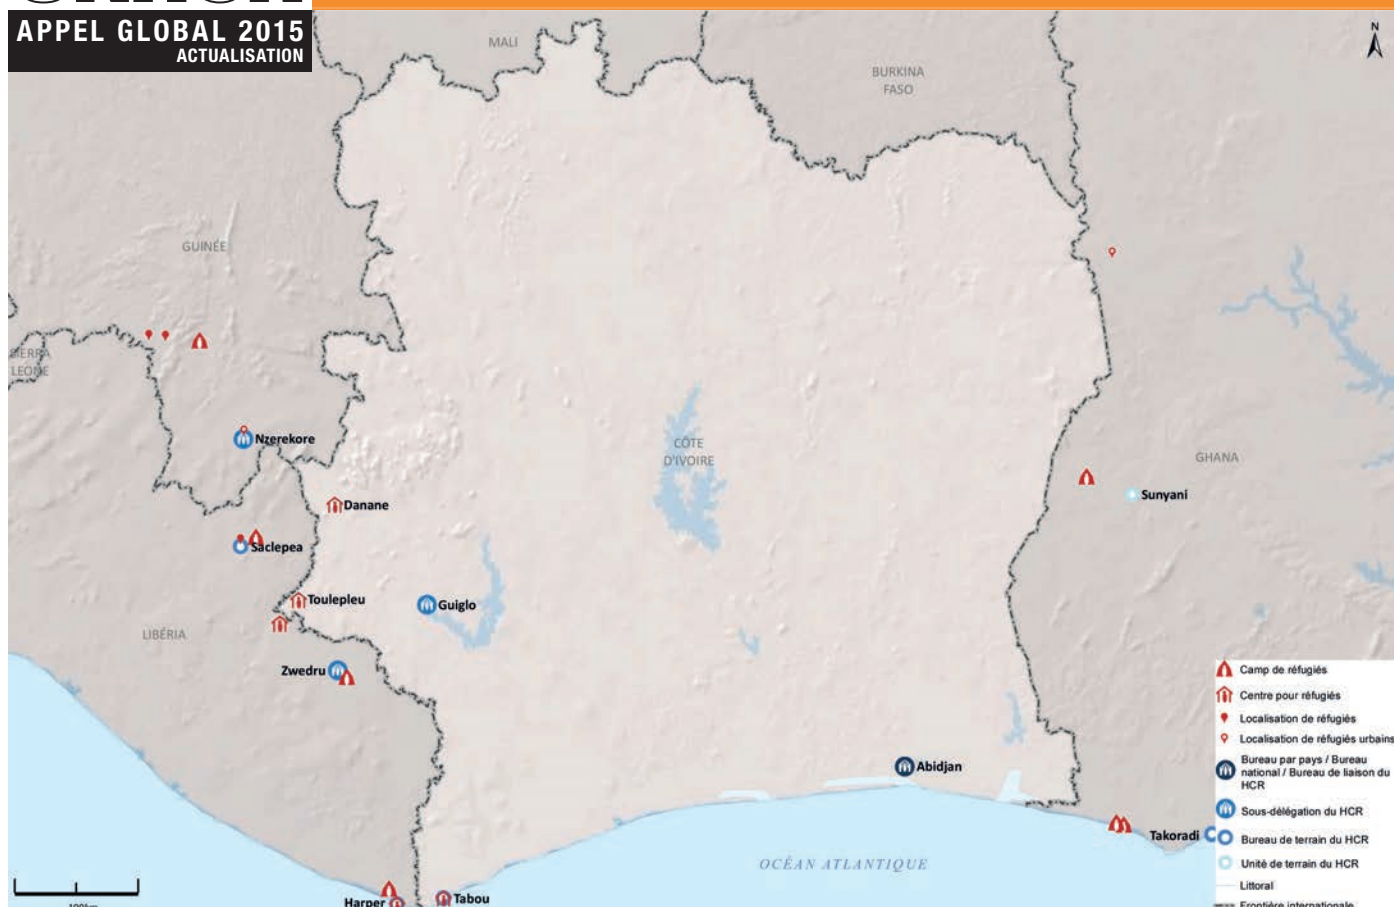 APPEL GLOBAL 2015
ACTUALISATION
N
MALI
BURKINA
FASO
GUINÉE
SIERRA
LEONE
Nzerekore
CÔTE
D'IVOIRE
GHANA
Danane
Sunyani
Saclepea
Toulepleu
Guiglo
LIBÉRIA
Zwedru
Abidjan
Takoradi
OCÉAN ATLANTIQUE
Harper
Tabou
100km
Camp de réfugiés
Centre pour réfugiés
Localisation de réfugiés
Localisation de réfugiés urbains
Bureau par pays / Bureau
national / Bureau de liaison du
HCR
Sous-délégation du HCR
Bureau de terrain du HCR
Unité de terrain du HCR
Littoral
Frontière internationale